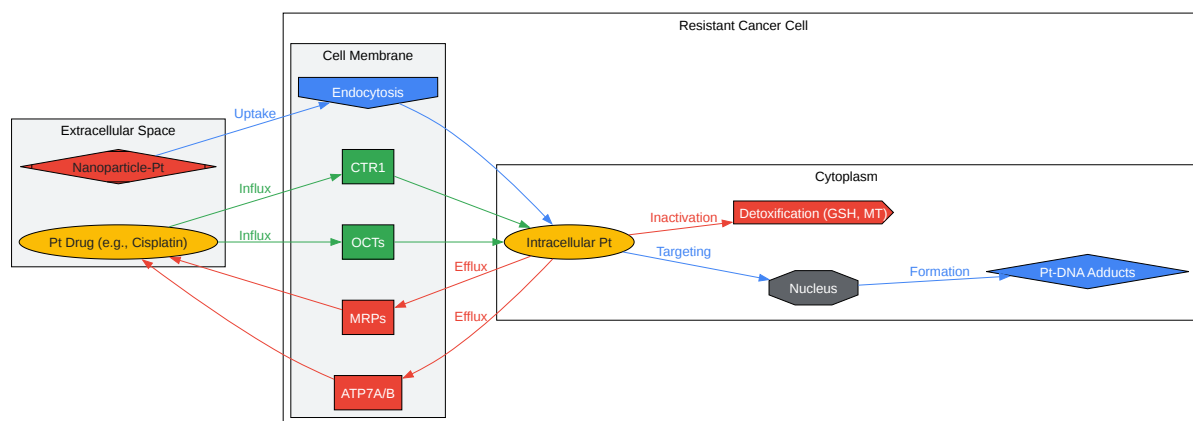 Resistant Cancer Cell
Cell Membrane
Endocytosis
Uptake
Extracellular Space
Nanoparticle-Pt
CTR1
Influx
Cytoplasm
Detoxification (GSH, MT)
Inactivation
Pt Drug (e.g., Cisplatin)
Influx
OCTs
Intracellular Pt
Targeting
Efflux
Nucleus
Formation
Pt-DNA Adducts
MRPs
Efflux
ATP7A/B